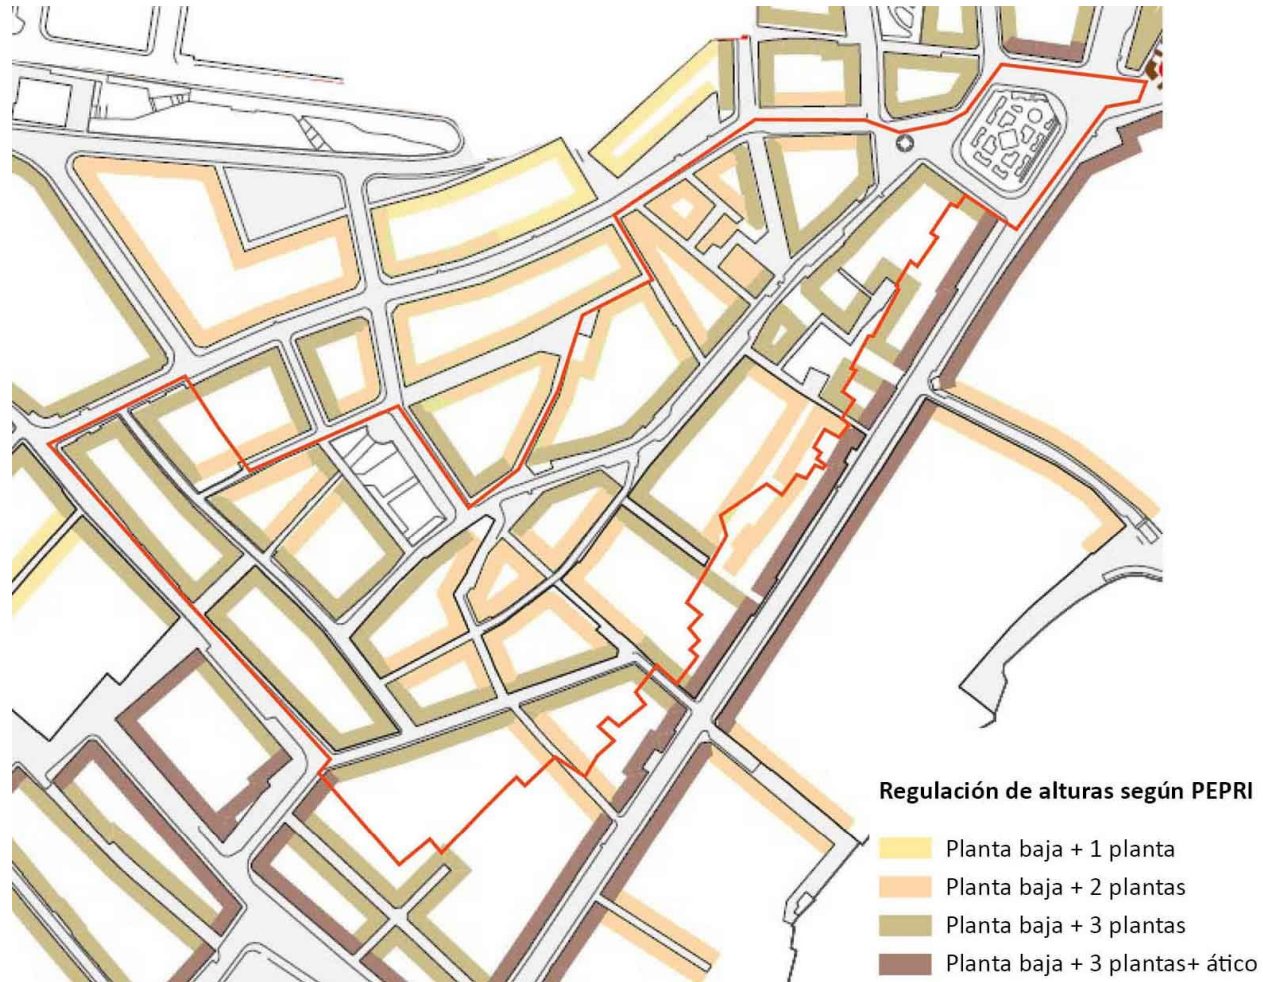 Regulación de alturas según PEPRI
Planta baja + 1 planta
Planta baja + 2 plantas
Planta baja + 3 plantas
Planta baja + 3 plantas+ ático